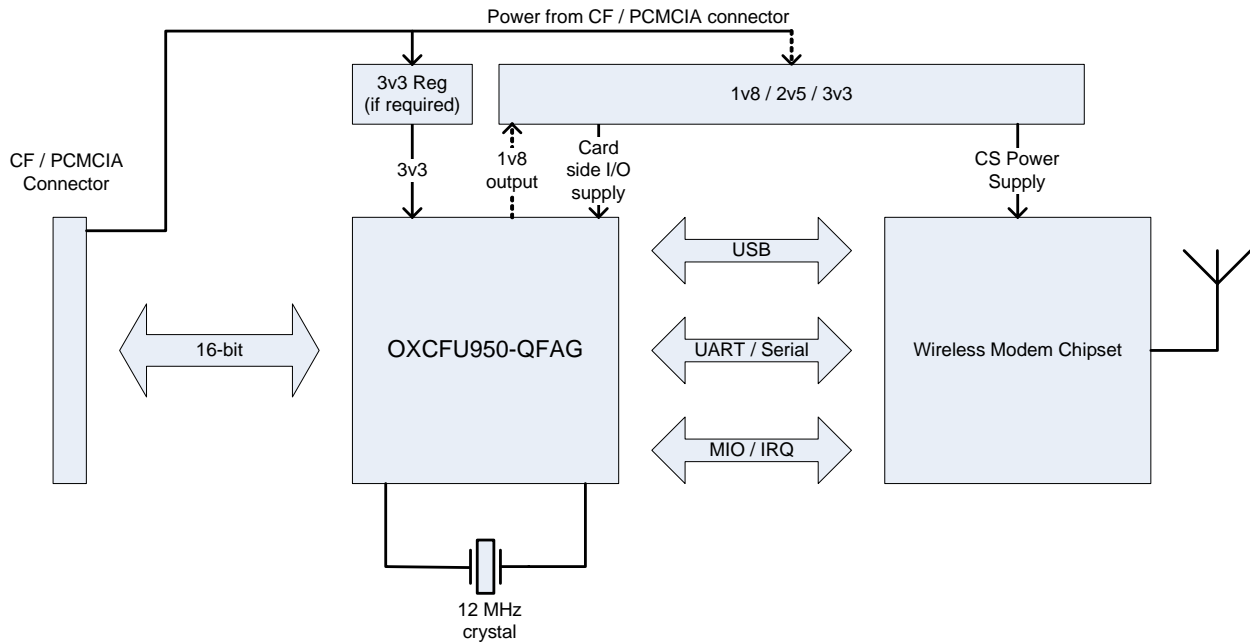 Power from CF / PCMCIA connector
3v3 Reg
(if required)
1v8 / 2v5 / 3v3
CF / PCMCIA
Connector
3v3
1v8
output
Card
side I/O
supply
CS Power
Supply
USB
16-bit
OXCFU950-QFAG
UART / Serial
Wireless Modem Chipset
MIO / IRQ
12 MHz
crystal